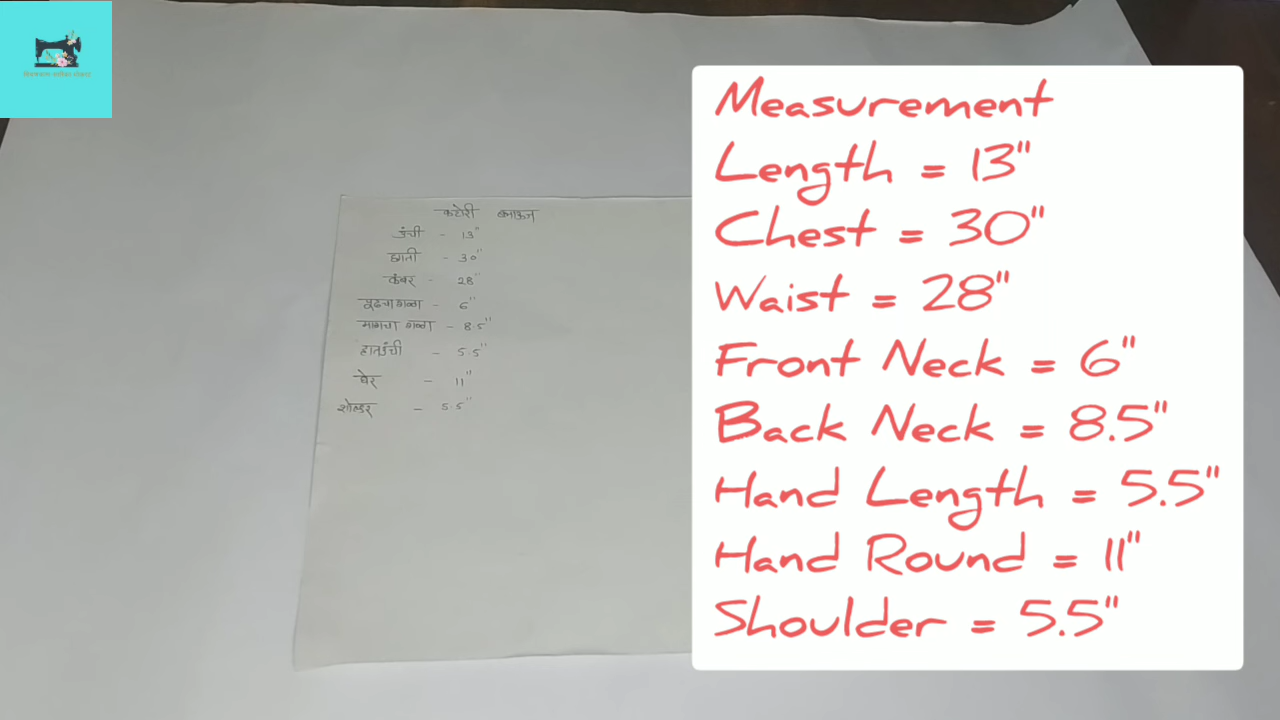 कटोरी ब्लाऊज
उंची - 13"
छाती - 30"
कंबर - 28"
पूढचा गळा - 6"
मागचा गळा - 8.5"
हातउंची - 5.5"
घेर - 11"
शोल्डर - 5.5"
Measurement
Length = 13"
Chest = 30"
Waist = 28"
Front Neck = 6"
Back Neck = 8.5"
Hand Length = 5.5"
Hand Round = 11"
Shoulder = 5.5"